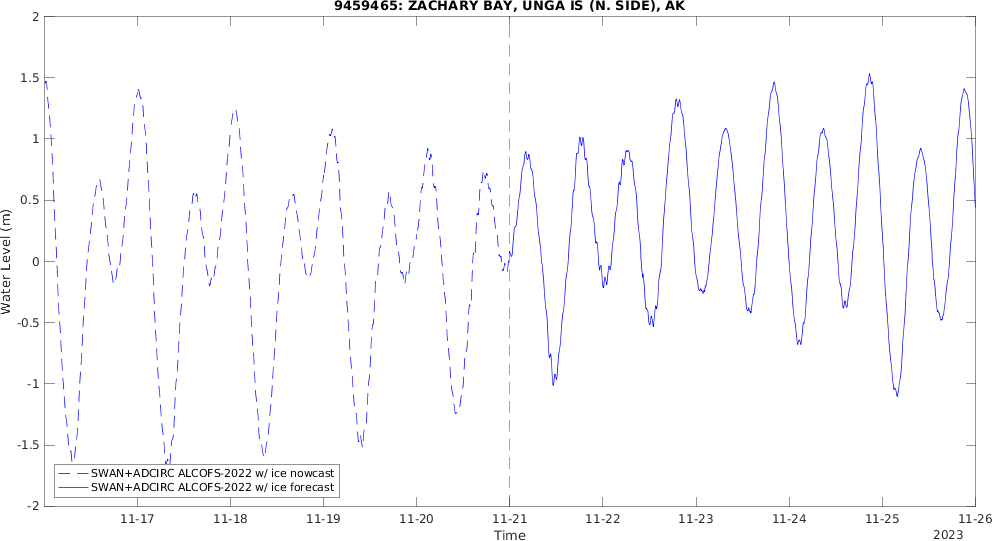 9459465: ZACHARY BAY, UNGA IS (N. SIDE), AK
2
1.5
1
0.5
0
-0.5
-1
-1.5
-2
Water Level (m)
SWAN+ADCIRC ALCOFS-2022 w/ ice nowcast
SWAN+ADCIRC ALCOFS-2022 w/ ice forecast
11-17 11-18 11-19 11-20 11-21 11-22 11-23 11-24 11-25 11-26
Time
2023